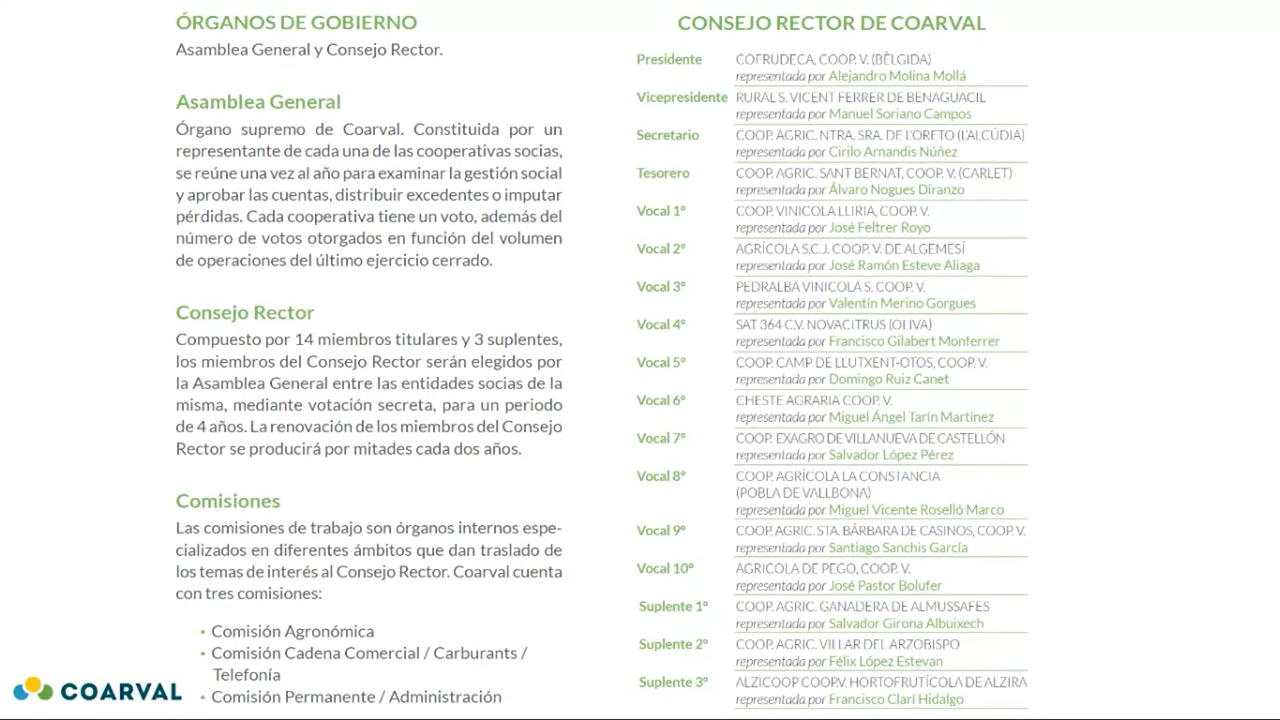 ÓRGANOS DE GOBIERNO
Asamblea General y Consejo Rector.
Asamblea General
Órgano supremo de Coarval. Constituida por un
representante de cada una de las cooperativas socias,
se reúne una vez al año para examinar la gestión social
y aprobar las cuentas, distribuir excedentes o imputar
pérdidas. Cada cooperativa tiene un voto, además del
número de votos otorgados en función del volumen
de operaciones del último ejercicio cerrado.
Consejo Rector
Compuesto por 14 miembros titulares y 3 suplentes,
los miembros del Consejo Rector serán elegidos por
la Asamblea General entre las entidades socias de la
misma, mediante votación secreta, para un periodo
de 4 años. La renovación de los miembros del Consejo
Rector se producirá por mitades cada dos años.
Comisiones
Las comisiones de trabajo son órganos internos espe-
cializados en diferentes ámbitos que dan traslado de
los temas de interés al Consejo Rector. Coarval cuenta
con tres comisiones:
• Comisión Agronómica
• Comisión Cadena Comercial / Carburants /
Telefonía
• Comisión Permanente / Administración
COARVAL
CONSEJO RECTOR DE COARVAL
Presidente COFRUDECA, COOP. V. (BÈLGIDA)
representada por Alejandro Molina Mollá
Vicepresidente RURAL S. VICENT FERRER DE BENAGUACIL
representada por Manuel Soriano Campos
Secretario COOP. AGRIC. NTRA. SRA. DE L'ORETO (L'ALCÚDIA)
representada por Cirilo Arnandis Núñez
Tesorero COOP. AGRIC. SANT BERNAT, COOP. V. (CARLET)
representada por Álvaro Nogues Diranzo
Vocal 1º COOP. VINICOLA LLIRIA, COOP. V.
representada por José Feltrer Royo
Vocal 2º AGRÍCOLA S.C.J. COOP. V. DE ALGEMESÍ
representada por José Ramón Esteve Aliaga
Vocal 3º PEDRALBA VINICOLA S. COOP. V.
representada por Valentín Merino Gorgues
Vocal 4º SAT 364 C.V. NOVACITRUS (OLIVA)
representada por Francisco Gilabert Monferrer
Vocal 5º COOP. CAMP DE LLUTXENT-OTOS, COOP. V.
representada por Domingo Ruiz Canet
Vocal 6º CHESTE AGRARIA COOP. V.
representada por Miguel Ángel Tarín Martínez
Vocal 7º COOP. EXAGRO DE VILLANUEVA DE CASTELLÓN
representada por Salvador López Pérez
Vocal 8º COOP. AGRÍCOLA LA CONSTANCIA
(POBLA DE VALLBONA)
representada por Miguel Vicente Roselló Marco
Vocal 9º COOP. AGRIC. STA. BÁRBARA DE CASINOS, COOP. V.
representada por Santiago Sanchis García
Vocal 10º AGRICOLA DE PEGO, COOP. V.
representada por José Pastor Bolufer
Suplente 1º COOP. AGRIC. GANADERA DE ALMUSSAFES
representada por Salvador Girona Albuixech
Suplente 2º COOP. AGRIC. VILLAR DEL ARZOBISPO
representada por Félix López Estevan
Suplente 3º ALZICOOP COOP.V. HORTOFRUTÍCOLA DE ALZIRA
representada por Francisco Clarí Hidalgo